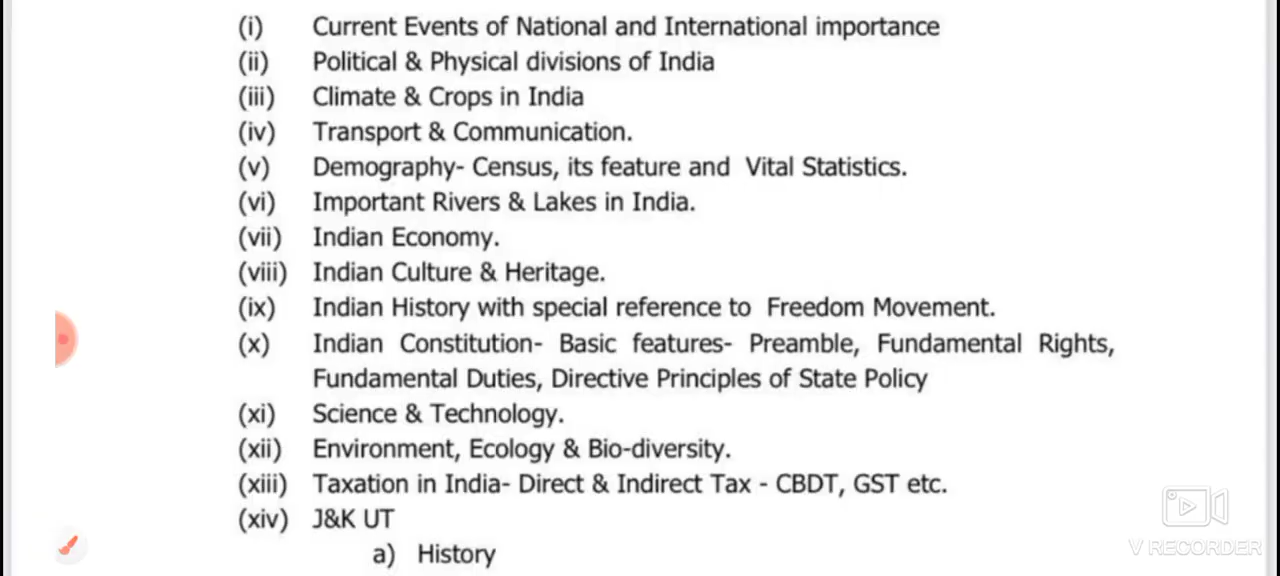 (i) Current Events of National and International importance
(ii) Political & Physical divisions of India
(iii) Climate & Crops in India
(iv) Transport & Communication.
(v) Demography- Census, its feature and Vital Statistics.
(vi) Important Rivers & Lakes in India.
(vii) Indian Economy.
(viii) Indian Culture & Heritage.
(ix) Indian History with special reference to Freedom Movement.
(x) Indian Constitution- Basic features- Preamble, Fundamental Rights,
Fundamental Duties, Directive Principles of State Policy
(xi) Science & Technology.
(xii) Environment, Ecology & Bio-diversity.
(xiii) Taxation in India- Direct & Indirect Tax - CBDT, GST etc.
(xiv) J&K UT
a) History
V RECORDER